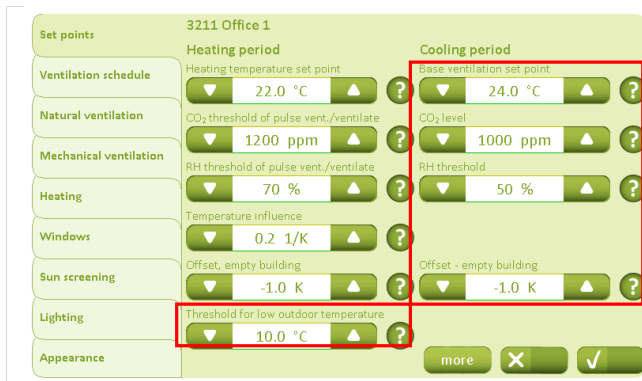 3211 Office 1
Set points
Ventilation schedule
Natural ventilation
Mechanical ventilation
Heating
Windows
Sun screening
Lighting
Appearance
Heating period
Heating temperature set point
22.0 °C
?
CO₂ threshold of pulse vent./ventilate
1200 ppm
?
RH threshold of pulse vent./ventilate
70 %
?
Temperature influence
0.2 1/K
?
Offset, empty building
-1.0 K
?
Threshold for low outdoor temperature
10.0 °C
?
Cooling period
Base ventilation set point
24.0 °C
?
CO₂ level
1000 ppm
?
RH threshold
50 %
?
Offset - empty building
-1.0 K
?
more